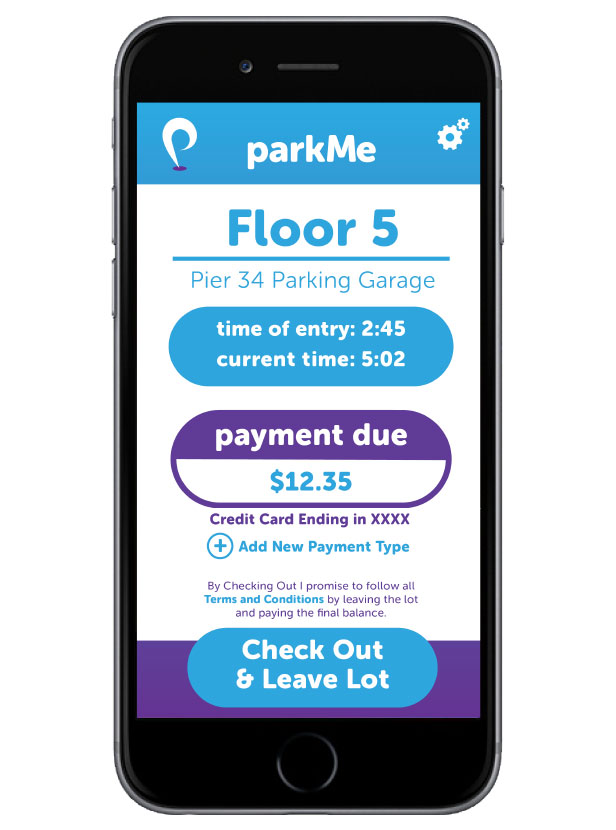 parkMe
Floor 5
Pier 34 Parking Garage
time of entry: 2:45
current time: 5:02
payment due
$12.35
Credit Card Ending in XXXX
+ Add New Payment Type
By Checking Out I promise to follow all
Terms and Conditions by leaving the lot
and paying the final balance.
Check Out
& Leave Lot